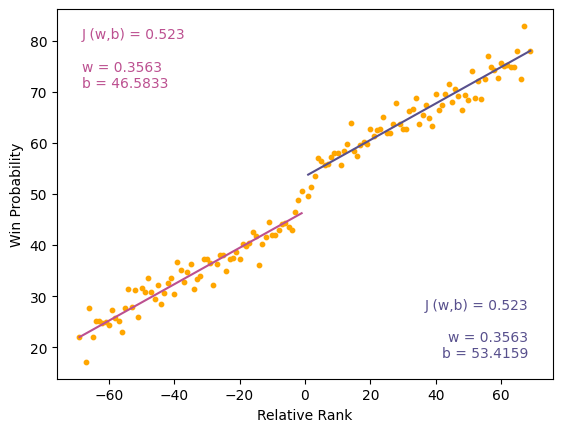 J (w,b) = 0.523
w = 0.3563
b = 46.5833
J (w,b) = 0.523
w = 0.3563
b = 53.4159
Win Probability
80
70
60
50
40
30
20
−60
−40
−20
0
20
40
60
Relative Rank